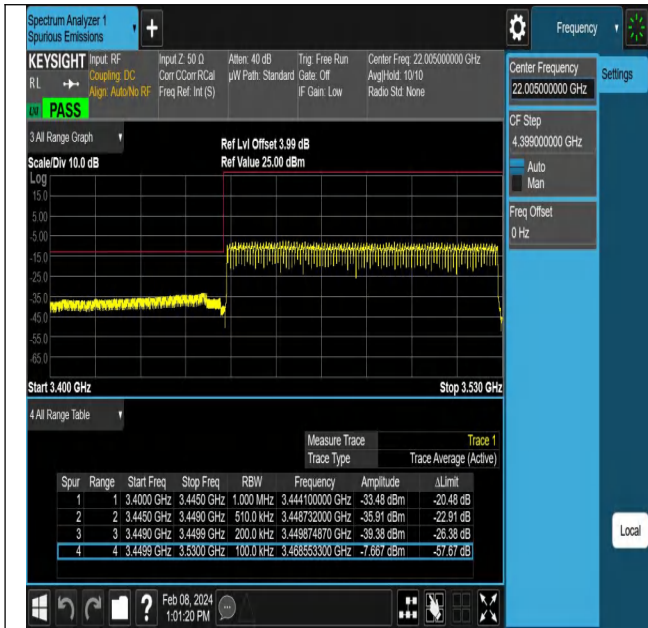 Spectrum Analyzer 1
Spurious Emissions
Frequency
KEYSIGHT Input: RF
RL
Coupling: DC
Align: Auto/No RF
Input Z: 50 Ω
Corr CCorr RCal
Freq Ref: Int (S)
Atten: 40 dB
µW Path: Standard
Trig: Free Run
Gate: Off
IF Gain: Low
Center Freq: 22.005000000 GHz
Avg|Hold: 10/10
Radio Std: None
PASS
Center Frequency
22.005000000 GHz
Settings
CF Step
4.399000000 GHz
Auto
Man
Freq Offset
0 Hz
3 All Range Graph
Scale/Div 10.0 dB
Ref Lvl Offset 3.99 dB
Ref Value 25.00 dBm
Log
15.0
5.00
-5.00
-15.0
-25.0
-35.0
-45.0
-55.0
-65.0
Start 3.400 GHz Stop 3.530 GHz
4 All Range Table
Measure Trace Trace 1
Trace Type Trace Average (Active)
Spur Range Start Freq Stop Freq RBW Frequency Amplitude ΔLimit
1 1 3.4000 GHz 3.4450 GHz 1.000 MHz 3.444100000 GHz -33.48 dBm -20.48 dB
2 2 3.4450 GHz 3.4490 GHz 510.0 kHz 3.448732000 GHz -35.91 dBm -22.91 dB
3 3 3.4490 GHz 3.4499 GHz 200.0 kHz 3.449874870 GHz -39.38 dBm -26.38 dB
4 4 3.4499 GHz 3.5300 GHz 100.0 kHz 3.468553300 GHz -7.667 dBm -57.67 dB
Local
Feb 08, 2024
1:01:20 PM